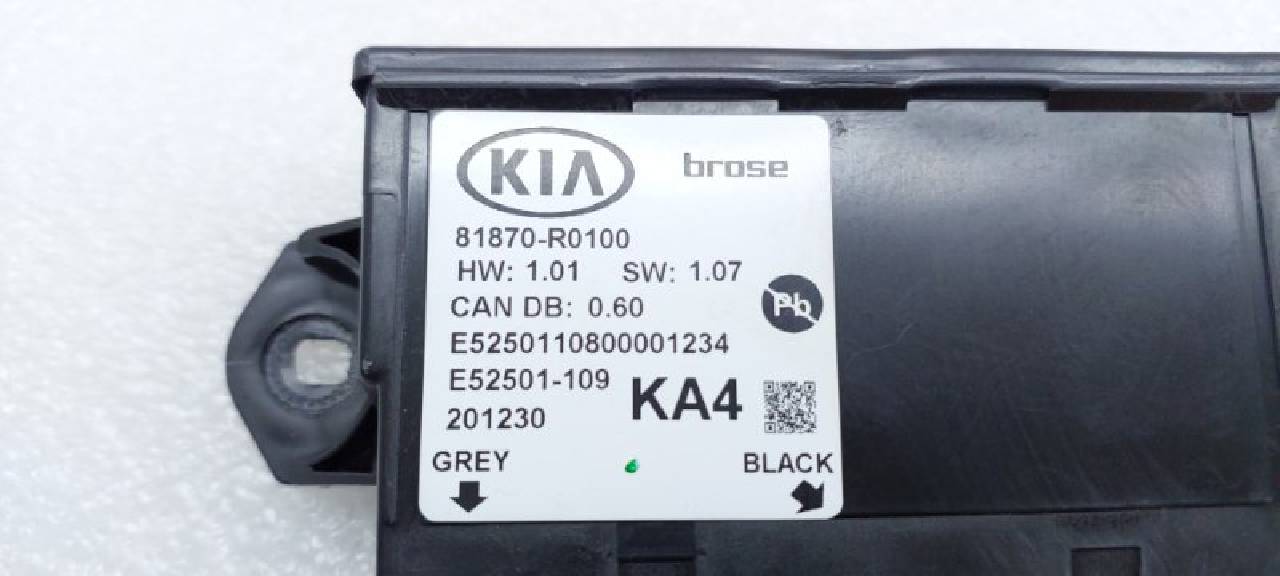 KIA brose
81870-R0100
HW: 1.01 SW: 1.07
CAN DB: 0.60
Pb
E5250110800001234
E52501-109
KA4
201230
GREY BLACK